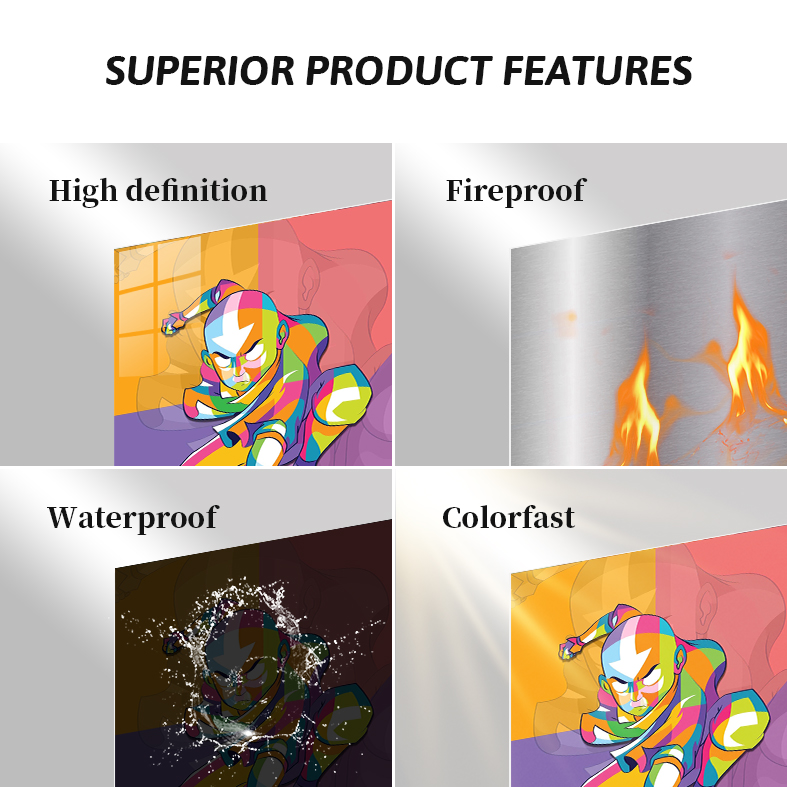 SUPERIOR PRODUCT FEATURES
High definition
Fireproof
Waterproof
Colorfast